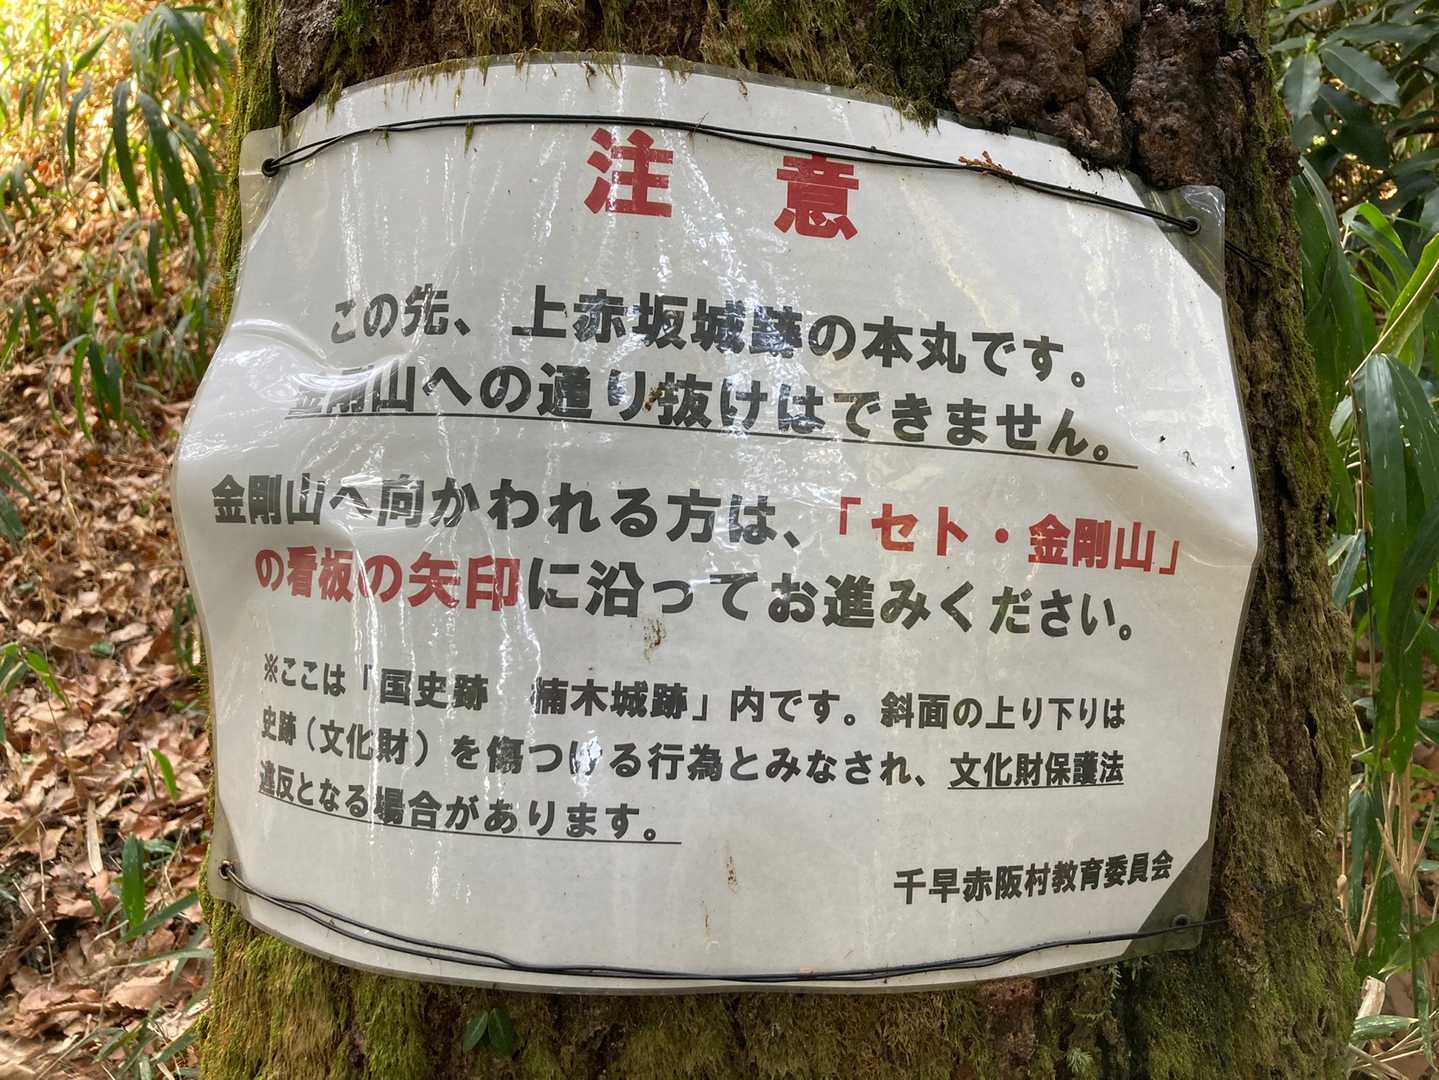 注　意
この先、上赤坂城跡の本丸です。
金剛山への通り抜けはできません。
金剛山へ向かわれる方は、「セト・金剛山」
の看板の矢印に沿ってお進みください。
※ここは「国史跡　楠木城跡」内です。斜面の上り下りは
史跡（文化財）を傷つける行為とみなされ、文化財保護法
違反となる場合があります。
千早赤阪村教育委員会